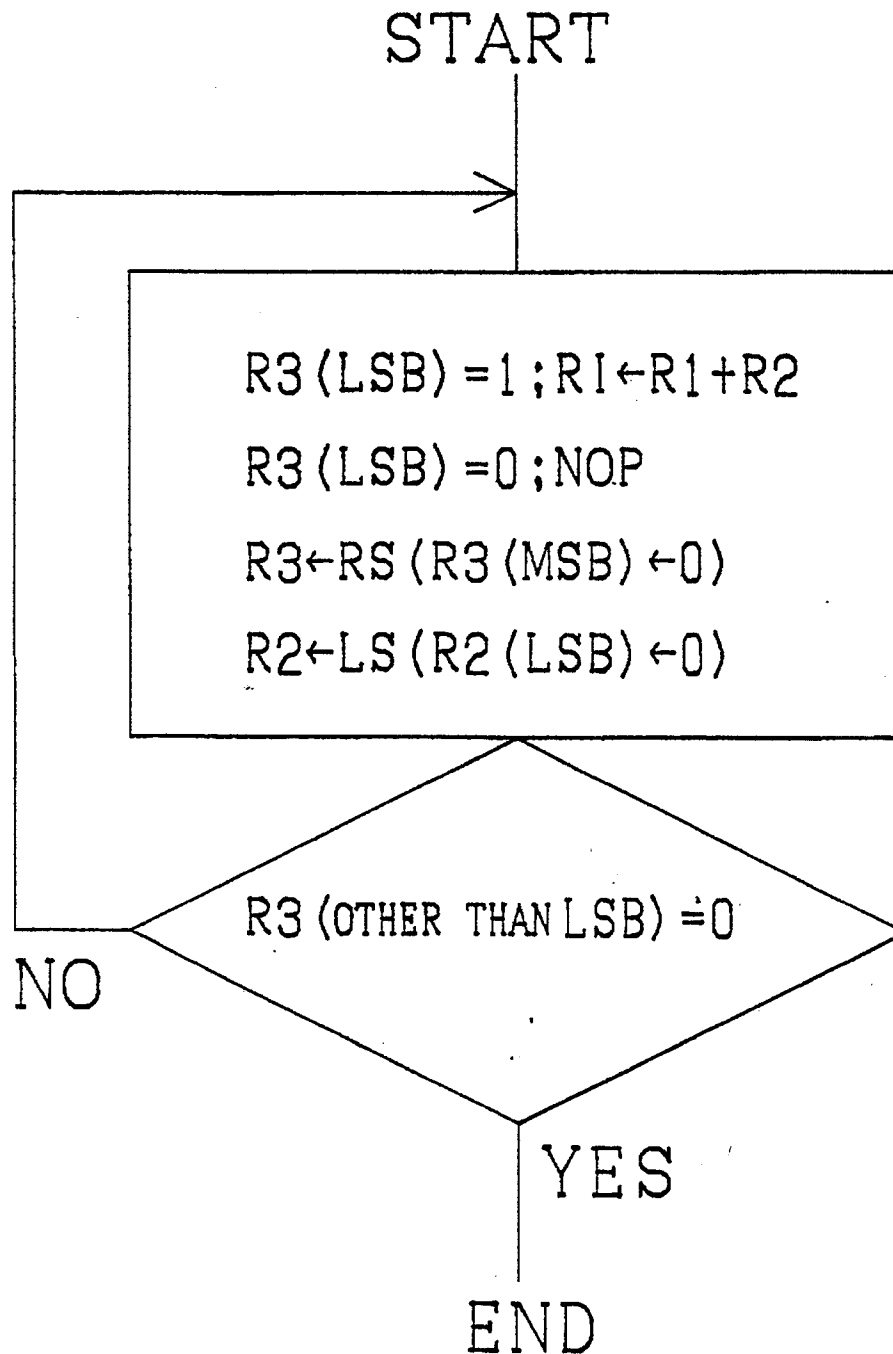 START
R3(LSB)=1;RI←R1+R2
R3(LSB)=0;NOP
R3←RS(R3(MSB)←0)
R2←LS(R2(LSB)←0)
R3(OTHER THAN LSB)=0
NO
YES
END